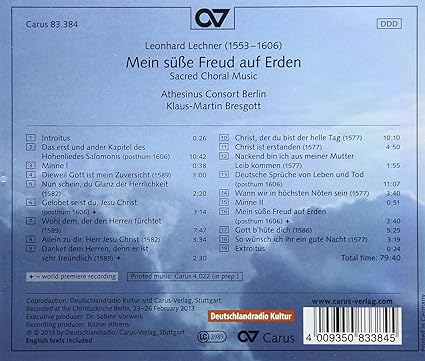 Carus 83.384
DDD
Leonhard Lechner (1553–1606)
Mein süße Freud auf Erden
Sacred Choral Music
Athesinus Consort Berlin
Klaus-Martin Bresgott
1 Introitus 0:26
2 Das erst und ander Kapitel des
Hohenliedes Salomonis (posthum 1606) 10:42
3 Minne I 0:38
4 Dieweil Gott ist mein Zuversicht (1589) 3:00
5 Nun schein, du Glanz der Herrlichkeit
(1582) 4:40
6 Gelobet seist du, Jesu Christ
(posthum 1606) + 3:14
7 Wohl dem, der den Herren fürchtet
(1589) + 3:37
8 Allein zu dir, Herr Jesu Christ (1582) 3:34
9 Danket dem Herren, denn er ist
sehr freundlich (1589) + 2:30
10 Christ, der du bist der helle Tag (1577) 10:10
11 Christ ist erstanden (1577) 4:50
12 Nackend bin ich aus meiner Mutter
Leib kommen (1577) 1:55
13 Deutsche Sprüche von Leben und Tod
(posthum 1606) 11:07
14 Wann wir in höchsten Nöten sein (1577) 3:40
15 Minne II 0:51
16 Mein süße Freud auf Erden
(posthum 1606) + 3:40
17 Gott b'hüte dich (1586) 5:25
18 So wünsch ich ihr ein gute Nacht (1577) 4:30
19 Extroitus 0:24
Total time: 79:40
+ = world premiere recording
Printed music: Carus 4,022 (in prep.)
Coproduction: Deutschlandradio Kultur and Carus-Verlag, Stuttgart
Recorded at the Christuskirche Berlin, 23–26 February 2013
Executive producer: Dr. Sabine Vorwerk
Recording producer: Rainer Ahrens
© 2013 by Deutschlandradio / Carus-Verlag, Stuttgart
English texts included
Deutschlandradio Kultur
LC 3989
Carus
www.carus-verlag.com
4 009350 833845